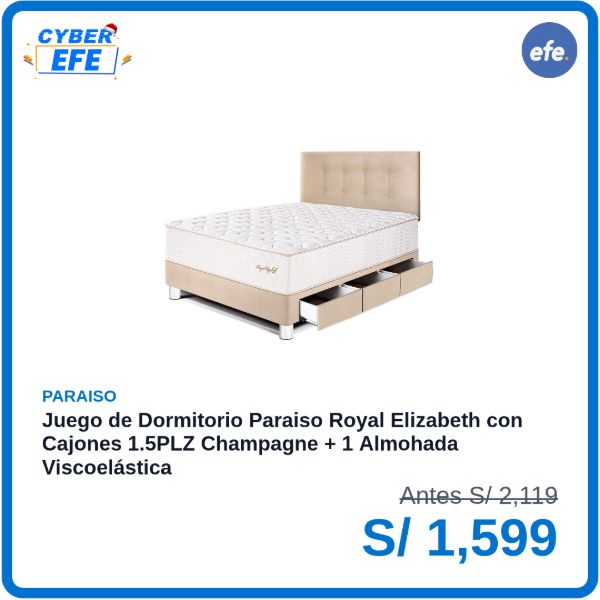 CYBER
EFE
efe.
PARAISO
Juego de Dormitorio Paraiso Royal Elizabeth con
Cajones 1.5PLZ Champagne + 1 Almohada
Viscoelástica
Antes S/ 2,119
S/ 1,599